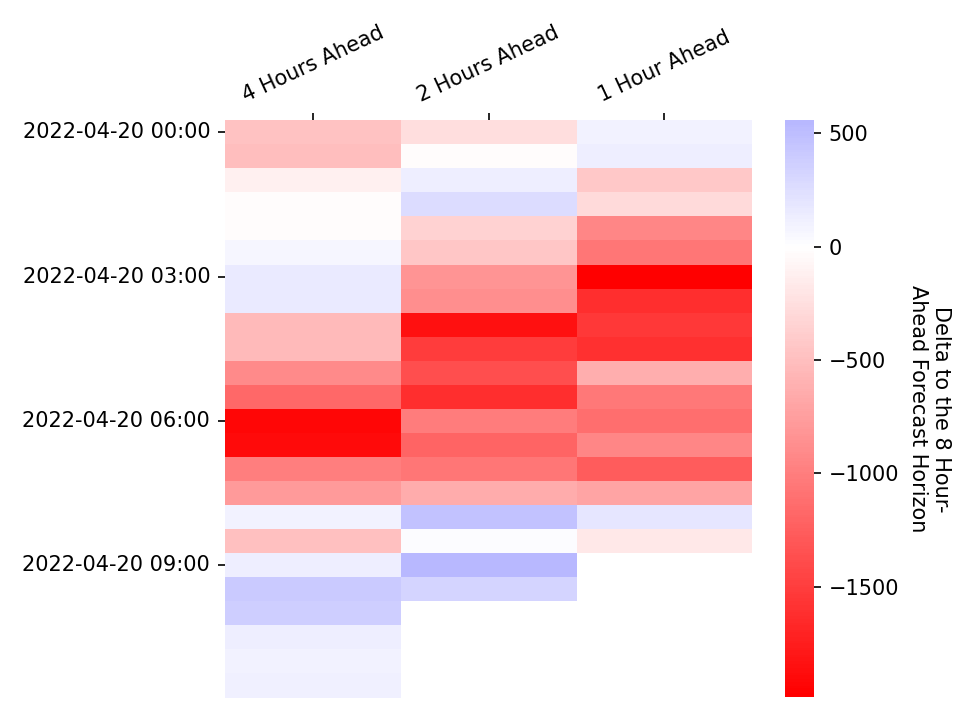 4 Hours Ahead
2 Hours Ahead
1 Hour Ahead
2022-04-20 00:00
2022-04-20 03:00
2022-04-20 06:00
2022-04-20 09:00
500
0
−500
−1000
−1500
Delta to the 8 Hour-
Ahead Forecast Horizon